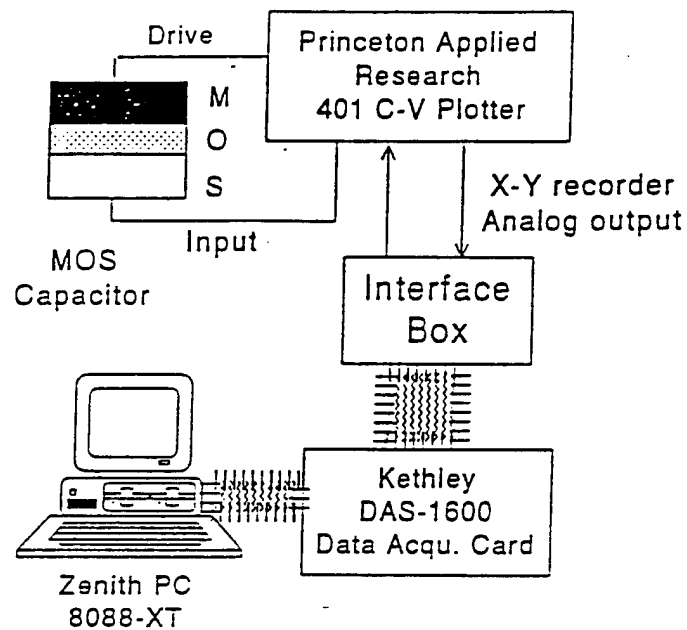 Drive
Princeton Applied
Research
401 C-V Plotter
M
O
S
Input
MOS
Capacitor
X-Y recorder
Analog output
Interface
Box
Kethley
DAS-1600
Data Acqu. Card
Zenith PC
8088-XT